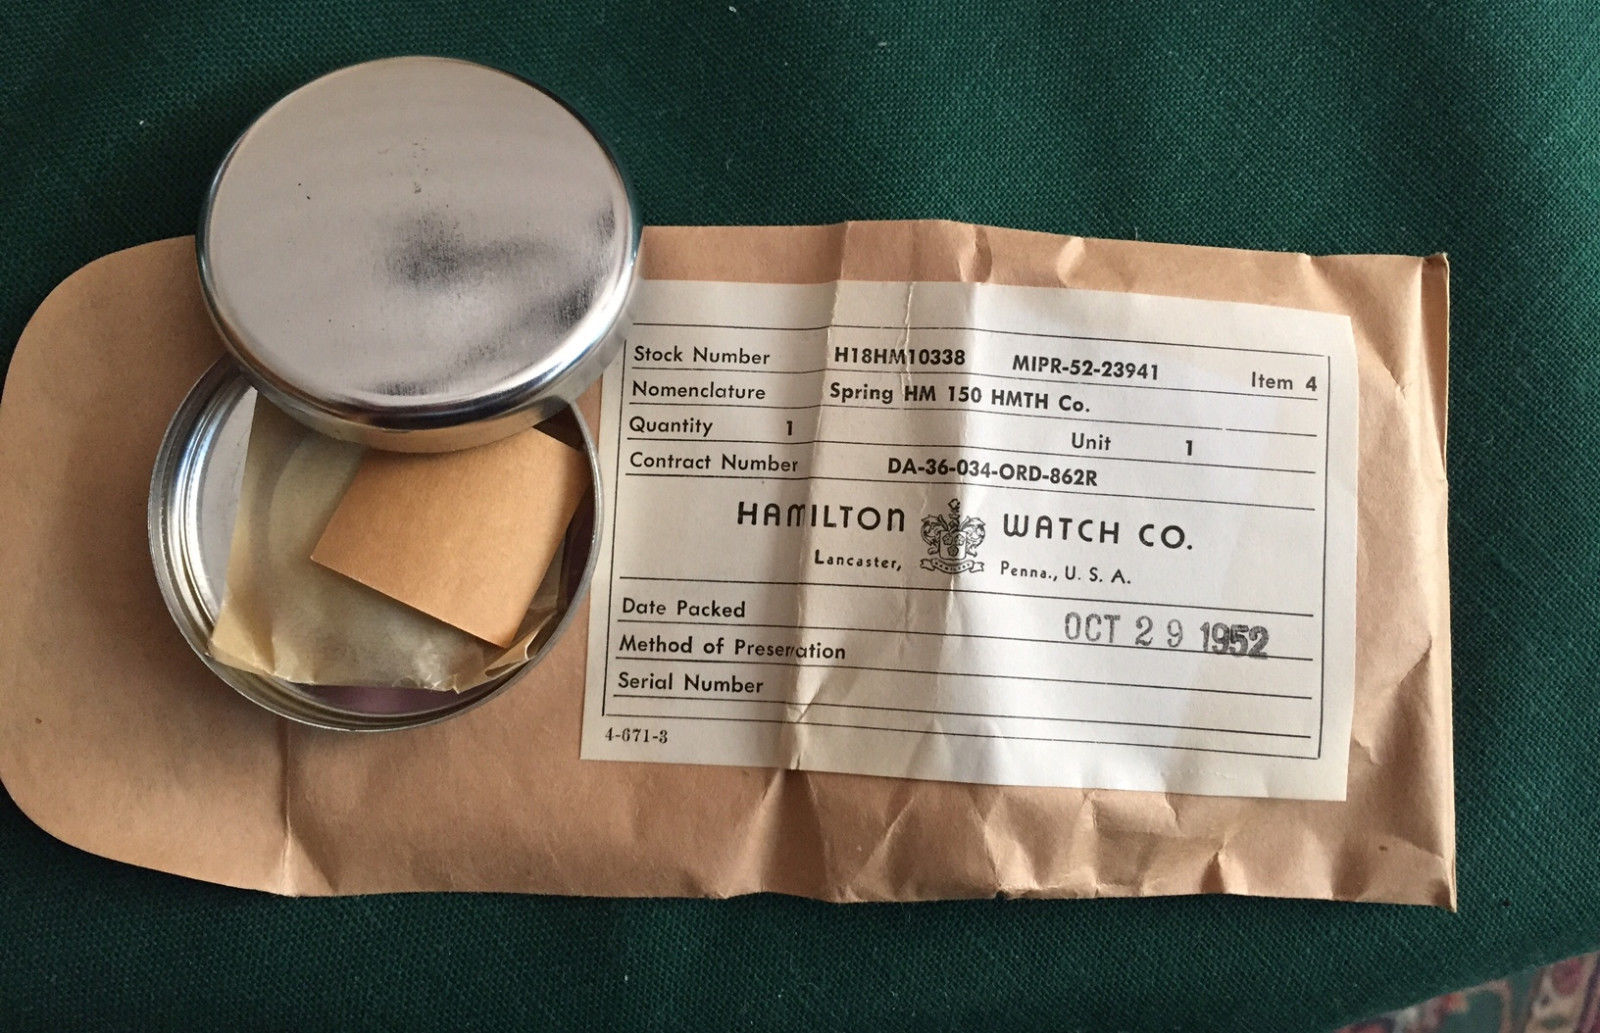 Stock Number H18HM10338 MIPR-52-23941 Item 4
Nomenclature Spring HM 150 HMTH Co.
Quantity 1 Unit 1
Contract Number DA-36-034-ORD-862R
HAMILTON WATCH CO.
Lancaster, Penna., U. S. A.
Date Packed OCT 29 1952
Method of Preservation
Serial Number
4-671-3